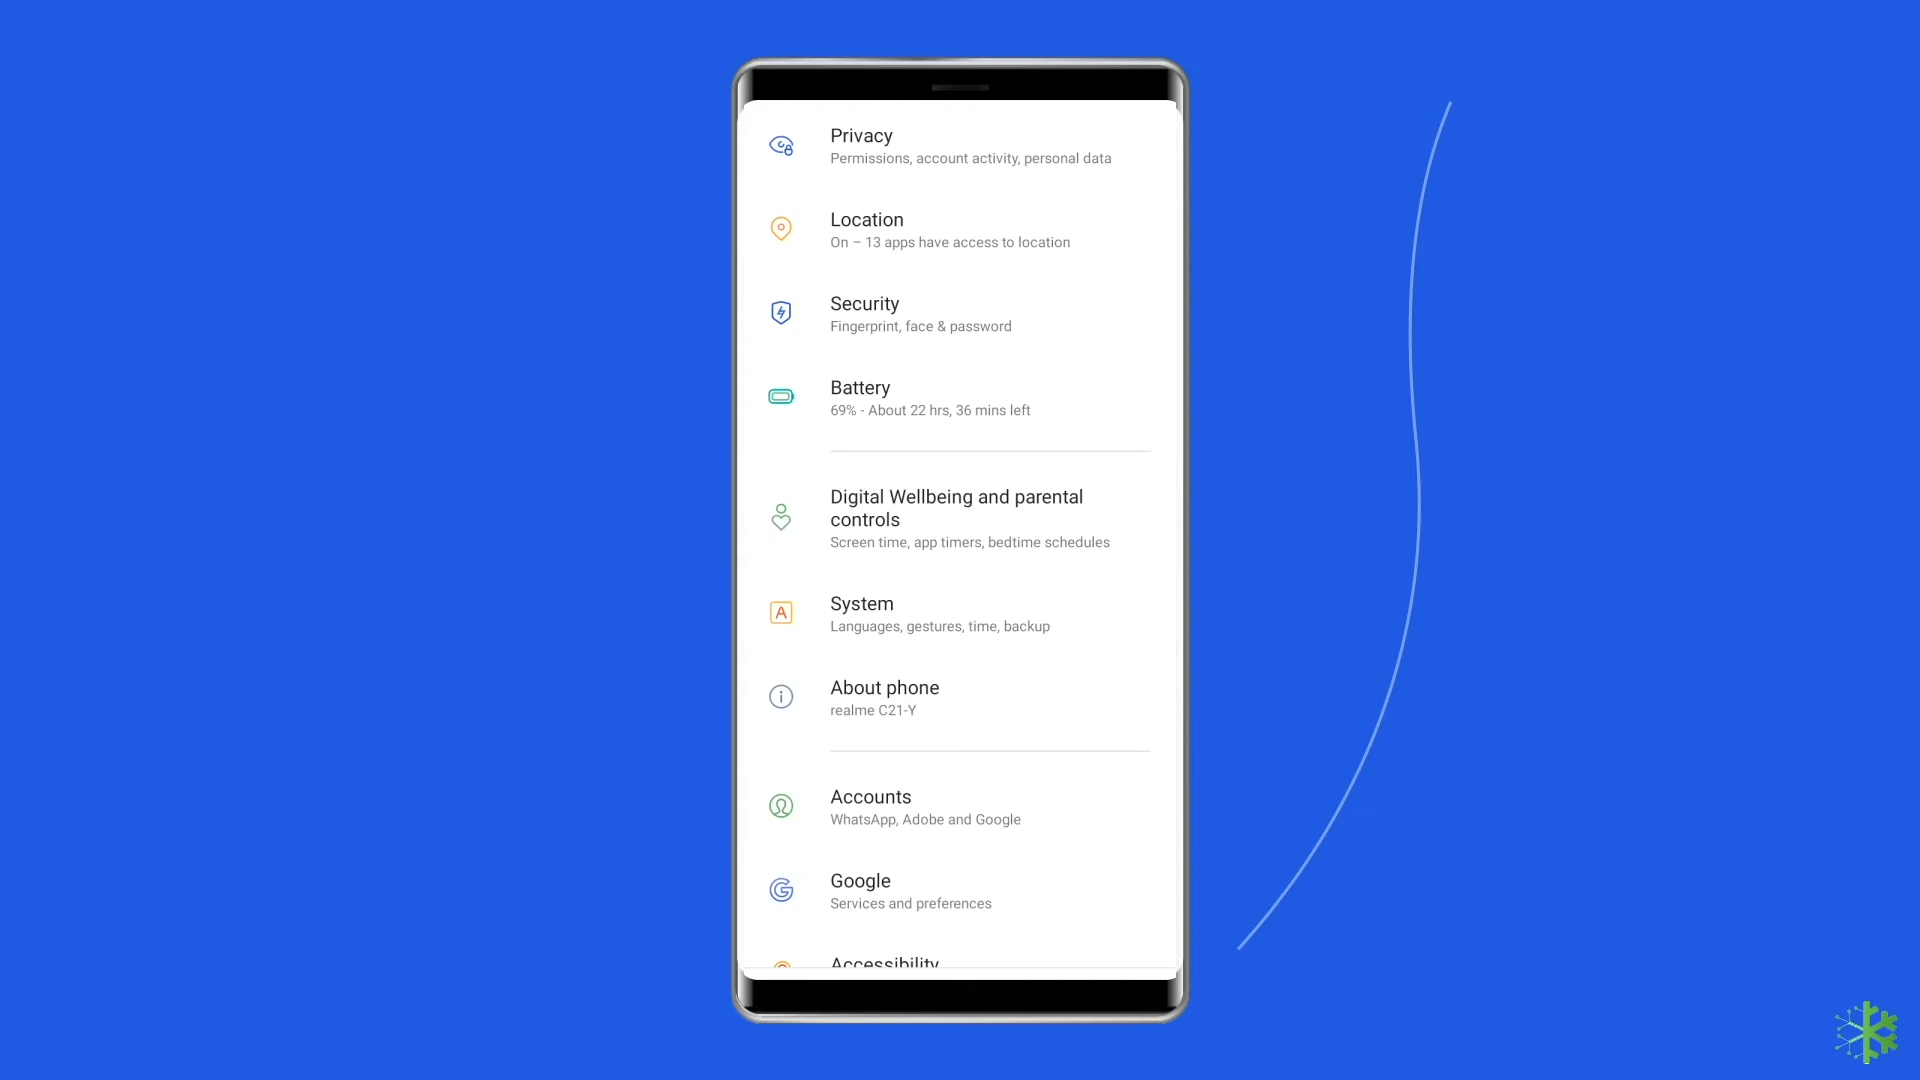 Privacy
Permissions, account activity, personal data
Location
On – 13 apps have access to location
Security
Fingerprint, face & password
Battery
69% - About 22 hrs, 36 mins left
Digital Wellbeing and parental
controls
Screen time, app timers, bedtime schedules
A
System
Languages, gestures, time, backup
About phone
realme C21-Y
Accounts
WhatsApp, Adobe and Google
Google
Services and preferences
Accessibility